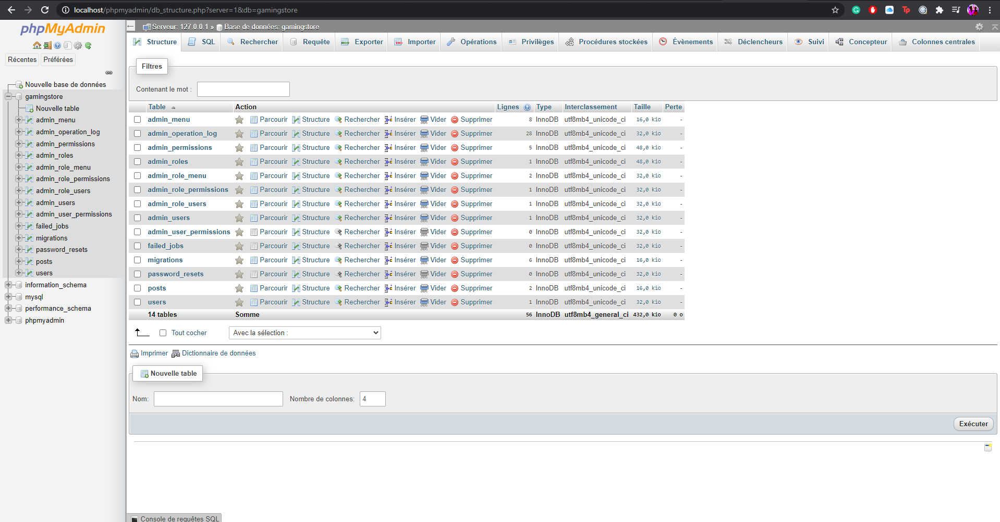 localhost/phpmyadmin/db_structure.php?server=1&db=gamingstore
phpMyAdmin
Récentes Préférées
Nouvelle base de données
gamingstore
Nouvelle table
admin_menu
admin_operation_log
admin_permissions
admin_roles
admin_role_menu
admin_role_permissions
admin_role_users
admin_users
admin_user_permissions
failed_jobs
migrations
password_resets
posts
users
information_schema
mysql
performance_schema
phpmyadmin
Serveur: 127.0.0.1 » Base de données: gamingstore
Structure SQL Rechercher Requête Exporter Importer Opérations Privilèges Procédures stockées Évènements Déclencheurs Suivi Concepteur Colonnes centrales
Filtres
Contenant le mot :
Table Action Lignes Type Interclassement Taille Perte
admin_menu Parcourir Structure Rechercher Insérer Vider Supprimer 8 InnoDB utf8mb4_unicode_ci 16,0 kio -
admin_operation_log Parcourir Structure Rechercher Insérer Vider Supprimer 28 InnoDB utf8mb4_unicode_ci 32,0 kio -
admin_permissions Parcourir Structure Rechercher Insérer Vider Supprimer 5 InnoDB utf8mb4_unicode_ci 48,0 kio -
admin_roles Parcourir Structure Rechercher Insérer Vider Supprimer 1 InnoDB utf8mb4_unicode_ci 48,0 kio -
admin_role_menu Parcourir Structure Rechercher Insérer Vider Supprimer 2 InnoDB utf8mb4_unicode_ci 32,0 kio -
admin_role_permissions Parcourir Structure Rechercher Insérer Vider Supprimer 1 InnoDB utf8mb4_unicode_ci 32,0 kio -
admin_role_users Parcourir Structure Rechercher Insérer Vider Supprimer 1 InnoDB utf8mb4_unicode_ci 32,0 kio -
admin_users Parcourir Structure Rechercher Insérer Vider Supprimer 1 InnoDB utf8mb4_unicode_ci 32,0 kio -
admin_user_permissions Parcourir Structure Rechercher Insérer Vider Supprimer 0 InnoDB utf8mb4_unicode_ci 32,0 kio -
failed_jobs Parcourir Structure Rechercher Insérer Vider Supprimer 0 InnoDB utf8mb4_unicode_ci 32,0 kio -
migrations Parcourir Structure Rechercher Insérer Vider Supprimer 6 InnoDB utf8mb4_unicode_ci 16,0 kio -
password_resets Parcourir Structure Rechercher Insérer Vider Supprimer 0 InnoDB utf8mb4_unicode_ci 32,0 kio -
posts Parcourir Structure Rechercher Insérer Vider Supprimer 2 InnoDB utf8mb4_unicode_ci 16,0 kio -
users Parcourir Structure Rechercher Insérer Vider Supprimer 1 InnoDB utf8mb4_unicode_ci 32,0 kio -
14 tables Somme 56 InnoDB utf8mb4_general_ci 432,0 kio 0 o
Tout cocher Avec la sélection :
Imprimer Dictionnaire de données
Nouvelle table
Nom: Nombre de colonnes: 4
Exécuter
Console de requêtes SQL